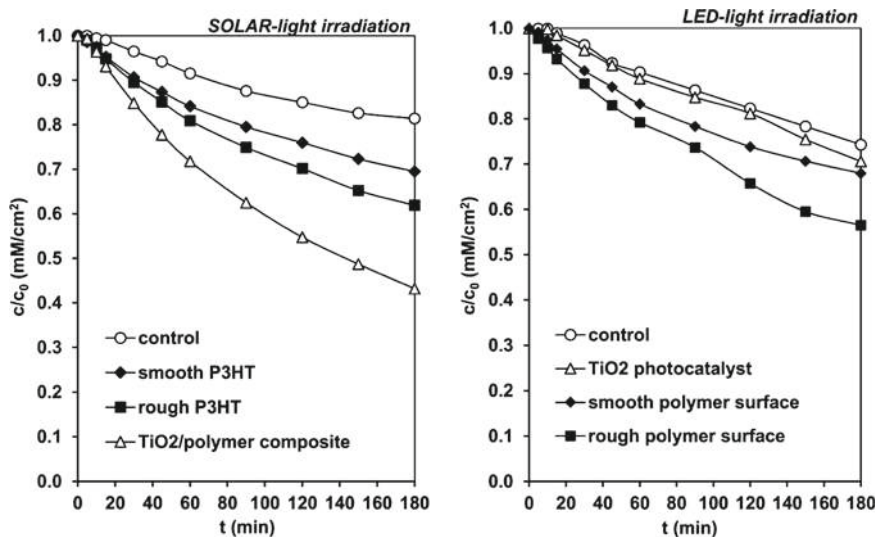 SOLAR-light irradiation
1.0
0.9
0.8
0.7
0.6
0.5
0.4
0.3
0.2
0.1
0.0
c/c0 (mM/cm2)
control
smooth P3HT
rough P3HT
TiO2/polymer composite
0 20 40 60 80 100 120 140 160 180
t (min)
LED-light irradiation
1.0
0.9
0.8
0.7
0.6
0.5
0.4
0.3
0.2
0.1
0.0
c/c0 (mM/cm2)
control
TiO2 photocatalyst
smooth polymer surface
rough polymer surface
0 20 40 60 80 100 120 140 160 180
t (min)